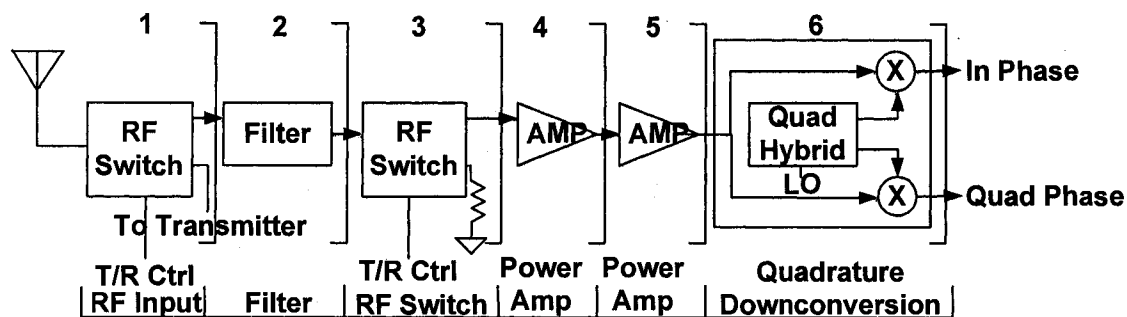 1 2 3 4 5 6
RF Switch
Filter
RF Switch
AMP
AMP
Quad Hybrid
LO
X
X
In Phase
Quad Phase
To Transmitter
T/R Ctrl
T/R Ctrl
RF Input
Filter
RF Switch
Power Amp
Power Amp
Quadrature Downconversion